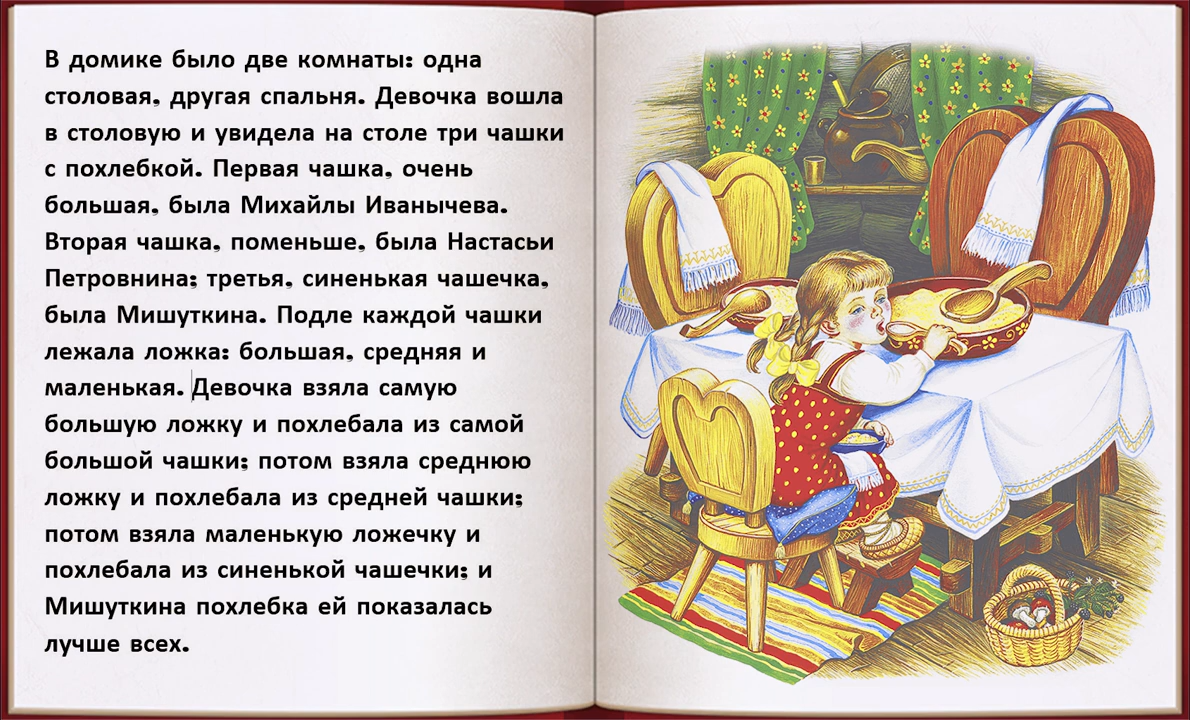 В домике было две комнаты: одна
столовая, другая спальня. Девочка вошла
в столовую и увидела на столе три чашки
с похлебкой. Первая чашка, очень
большая, была Михайлы Иванычева.
Вторая чашка, поменьше, была Настасьи
Петровнина; третья, синенькая чашечка,
была Мишуткина. Подле каждой чашки
лежала ложка: большая, средняя и
маленькая. Девочка взяла самую
большую ложку и похлебала из самой
большой чашки; потом взяла среднюю
ложку и похлебала из средней чашки;
потом взяла маленькую ложечку и
похлебала из синенькой чашечки; и
Мишуткина похлебка ей показалась
лучше всех.